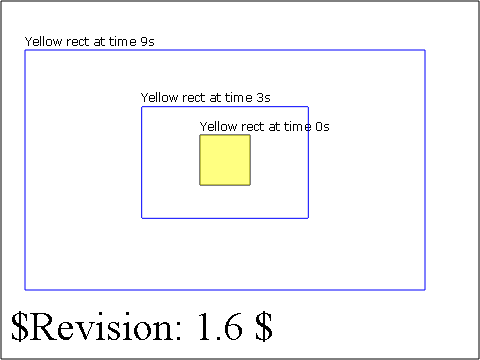 Yellow rect at time 9s
Yellow rect at time 3s
Yellow rect at time 0s
$Revision: 1.6 $